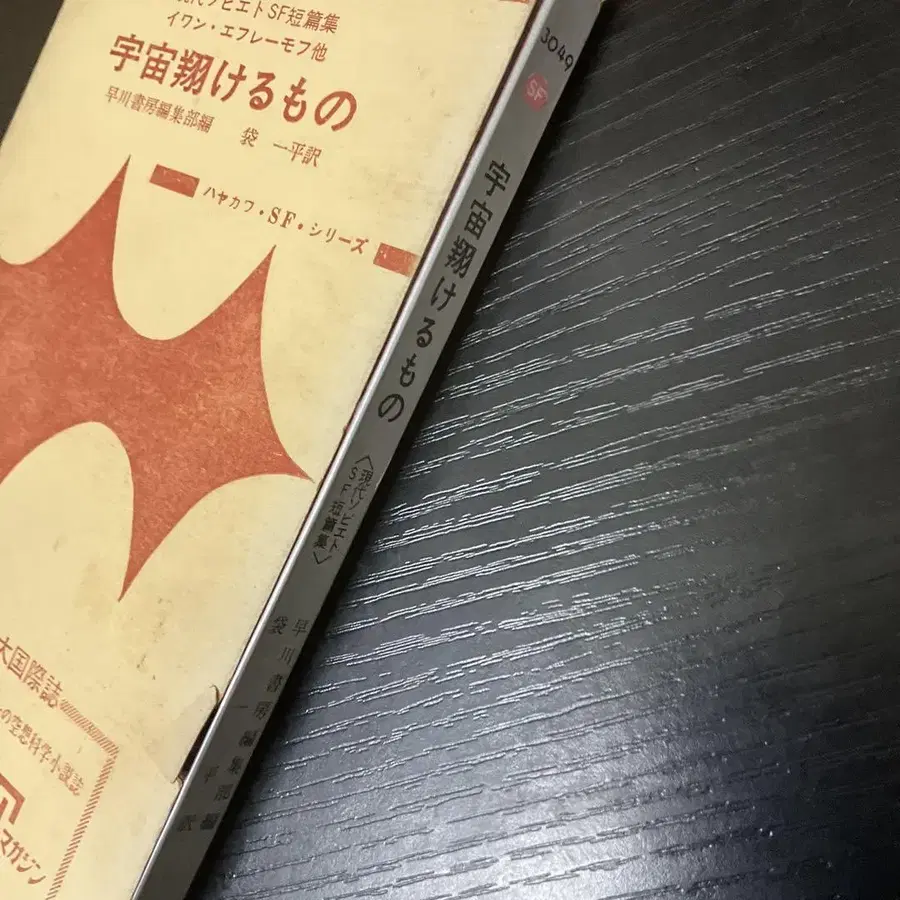 現代ソビエトSF短篇集
イワン・エフレーモフ他
宇宙翔けるもの
早川書房編集部編 袋 一平訳
ハヤカワ・SF・シリーズ
大国際誌
の空想科学小説誌
マガジン
3049
SF
宇宙翔けるもの
〈現代ソビエト
SF短篇集〉
早川書房編集部編
袋一平訳